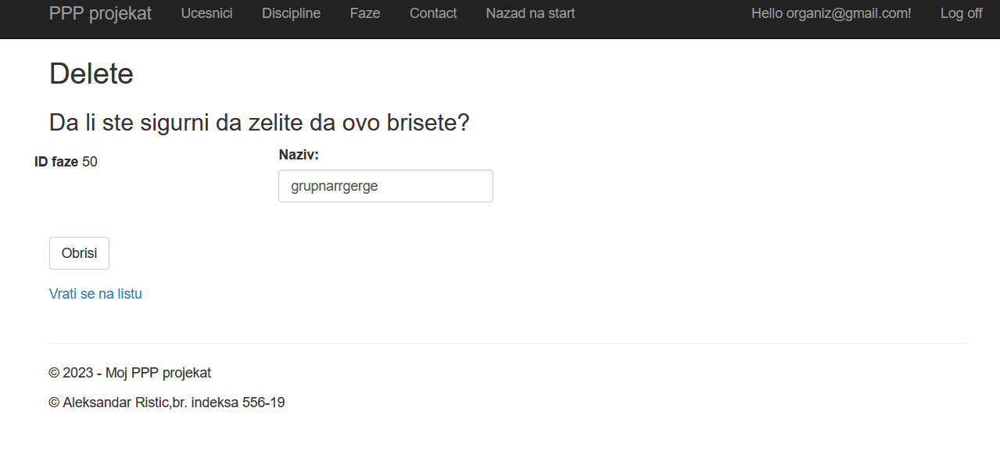 PPP projekat Ucesnici Discipline Faze Contact Nazad na start Hello organiz@gmail.com! Log off
Delete
Da li ste sigurni da zelite da ovo brisete?
ID faze 50
Naziv:
grupnarrgerge
Obrisi
Vrati se na listu
© 2023 - Moj PPP projekat
© Aleksandar Ristic,br. indeksa 556-19